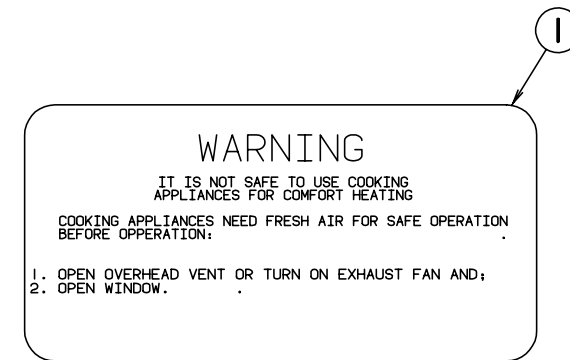 1
WARNING
IT IS NOT SAFE TO USE COOKING
APPLIANCES FOR COMFORT HEATING
COOKING APPLIANCES NEED FRESH AIR FOR SAFE OPERATION
BEFORE OPPERATION: .
1. OPEN OVERHEAD VENT OR TURN ON EXHAUST FAN AND;
2. OPEN WINDOW. .